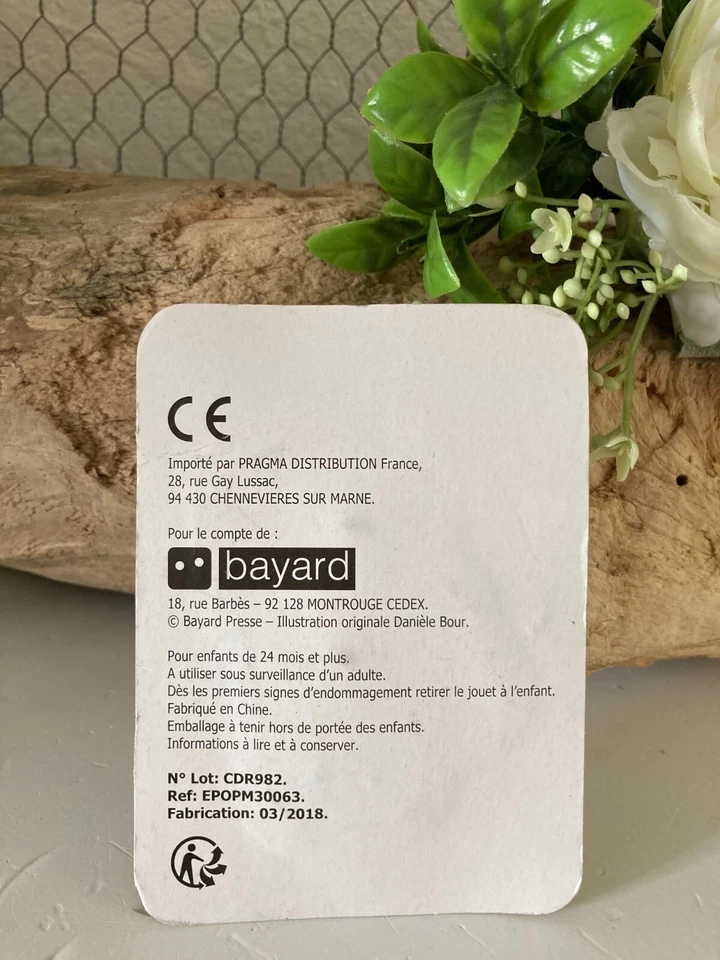 CE
Importé par PRAGMA DISTRIBUTION France,
28, rue Gay Lussac,
94 430 CHENNEVIERES SUR MARNE.
Pour le compte de :
bayard
18, rue Barbès – 92 128 MONTROUGE CEDEX.
© Bayard Presse – Illustration originale Danièle Bour.
Pour enfants de 24 mois et plus.
A utiliser sous surveillance d'un adulte.
Dès les premiers signes d'endommagement retirer le jouet à l'enfant.
Fabriqué en Chine.
Emballage à tenir hors de portée des enfants.
Informations à lire et à conserver.
N° Lot: CDR982.
Ref: EPOPM30063.
Fabrication: 03/2018.